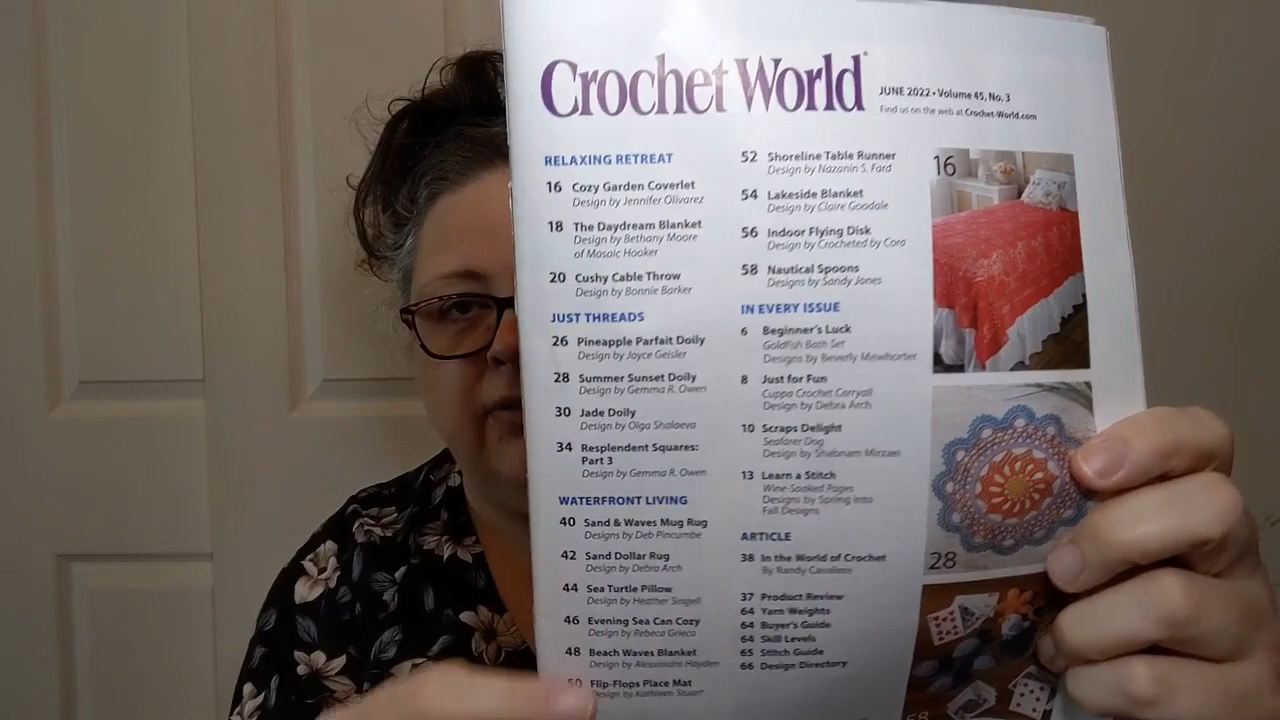 Crochet World
JUNE 2022 • Volume 45, No. 3
Find us on the web at Crochet-World.com
RELAXING RETREAT
16 Cozy Garden Coverlet
Design by Jennifer Olivarez
18 The Daydream Blanket
Design by Bethany Moore
of Mosaic Hooker
20 Cushy Cable Throw
Design by Bonnie Barker
JUST THREADS
26 Pineapple Parfait Doily
Design by Joyce Geisler
28 Summer Sunset Doily
Design by Gemma R. Owen
30 Jade Doily
Design by Olga Shalaeva
34 Resplendent Squares:
Part 3
Design by Gemma R. Owen
WATERFRONT LIVING
40 Sand & Waves Mug Rug
Designs by Deb Pincumbe
42 Sand Dollar Rug
Design by Debra Arch
44 Sea Turtle Pillow
Design by Heather Singell
46 Evening Sea Can Cozy
Design by Rebeca Grieco
48 Beach Waves Blanket
Design by Alessandra Hayden
50 Flip-Flops Place Mat
Design by Kathleen Stuart
52 Shoreline Table Runner
Design by Nazanin S. Fard
54 Lakeside Blanket
Design by Claire Goodale
56 Indoor Flying Disk
Design by Crocheted by Cora
58 Nautical Spoons
Designs by Sandy Jones
IN EVERY ISSUE
6 Beginner's Luck
Goldfish Bath Set
Designs by Beverly Mewhorter
8 Just for Fun
Cuppa Crochet Carryall
Design by Debra Arch
10 Scraps Delight
Seafarer Dog
Design by Shabnam Mirzaei
13 Learn a Stitch
Wine-Soaked Pages
Designs by Spring Into
Fall Designs
ARTICLE
38 In the World of Crochet
By Randy Cavaliere
37 Product Review
64 Yarn Weights
64 Buyer's Guide
64 Skill Levels
65 Stitch Guide
66 Design Directory
16
28
58